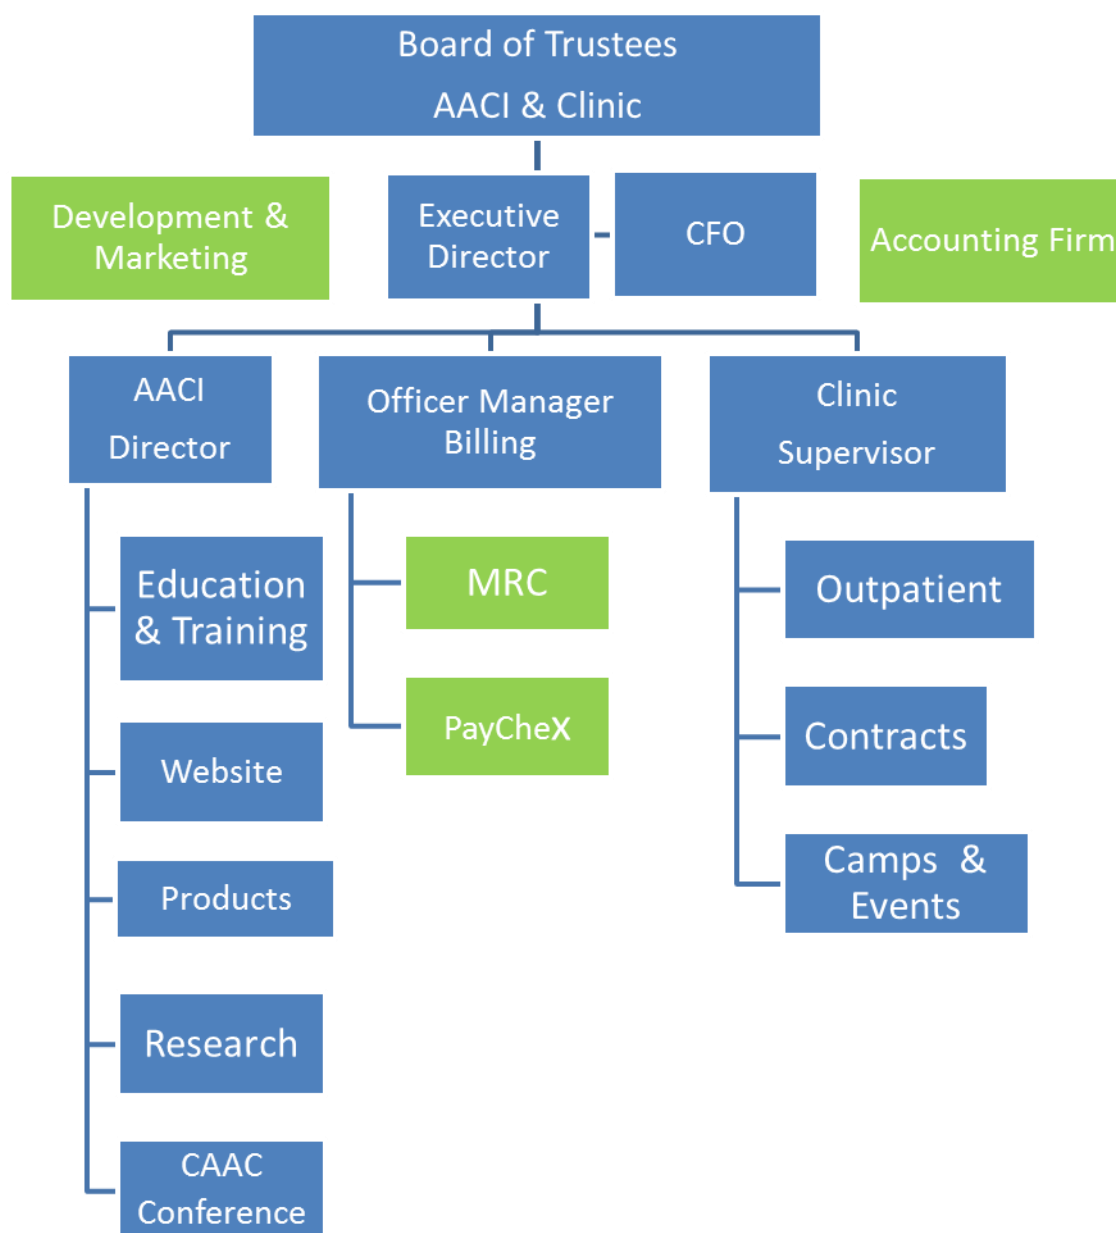 Board of Trustees
AACI & Clinic
Development &
Marketing
Executive
Director
CFO
Accounting Firm
AACI
Director
Officer Manager
Billing
Clinic
Supervisor
Education
& Training
Website
Products
Research
CAAC
Conference
MRC
PayCheX
Outpatient
Contracts
Camps & 
Events